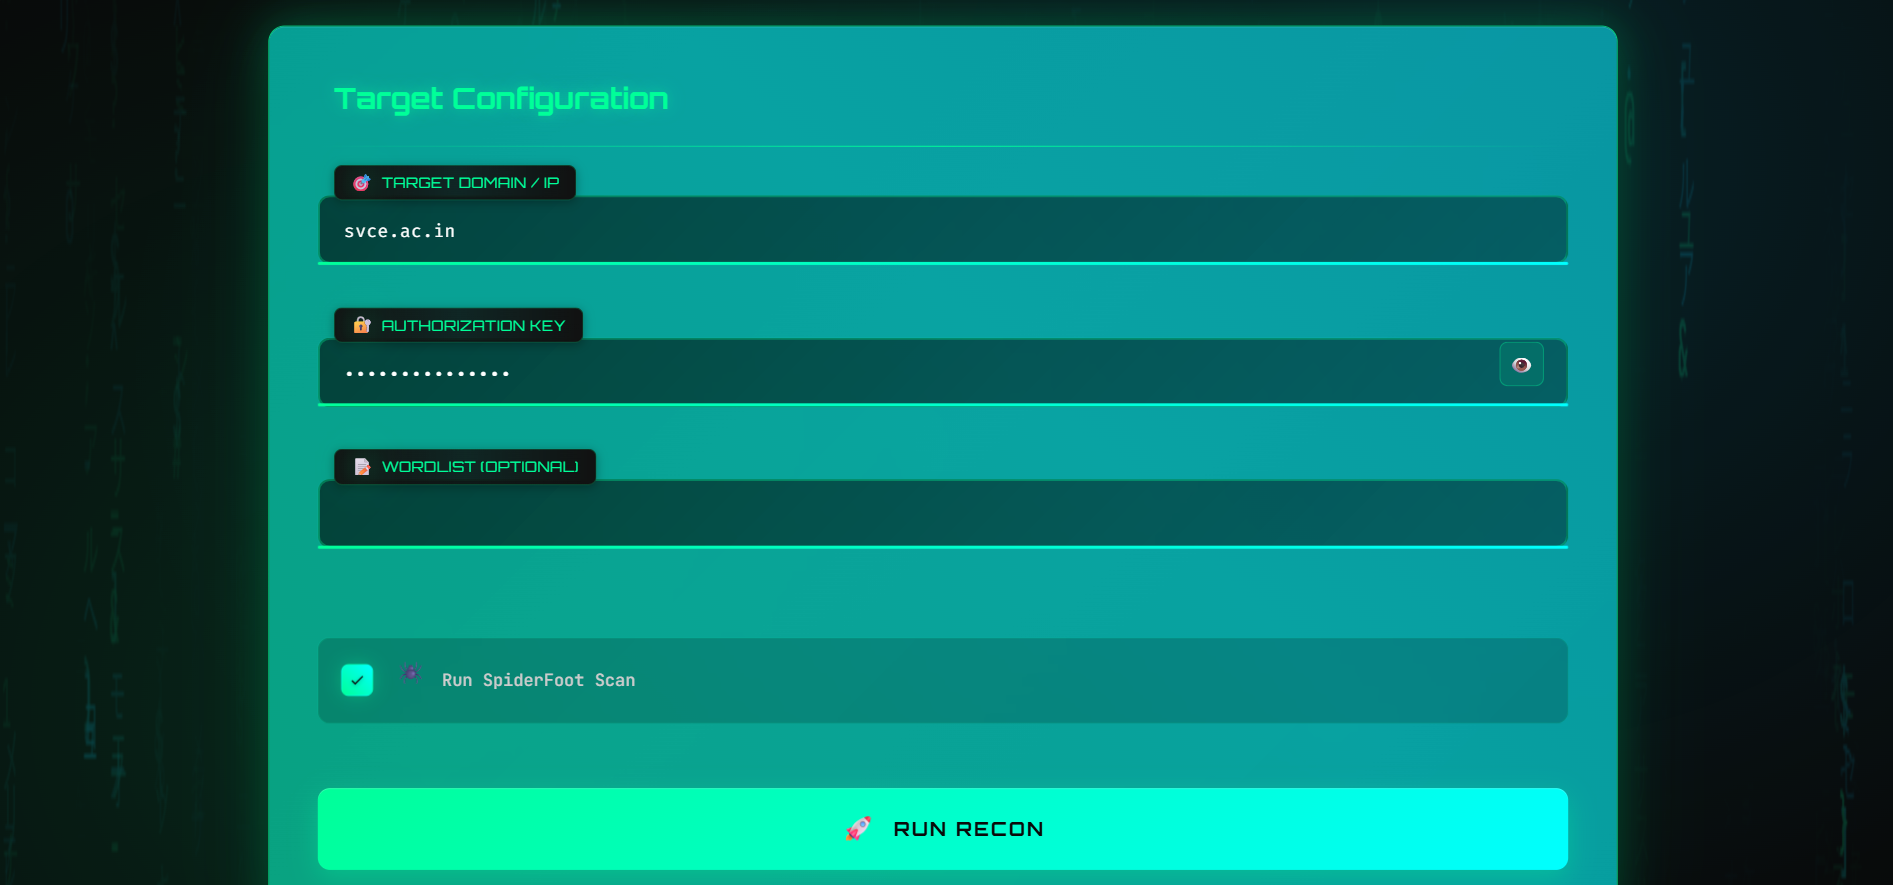 Target Configuration
TARGET DOMAIN / IP
svce.ac.in
AUTHORIZATION KEY
•••••••••••••••
WORDLIST (OPTIONAL)
Run SpiderFoot Scan
RUN RECON